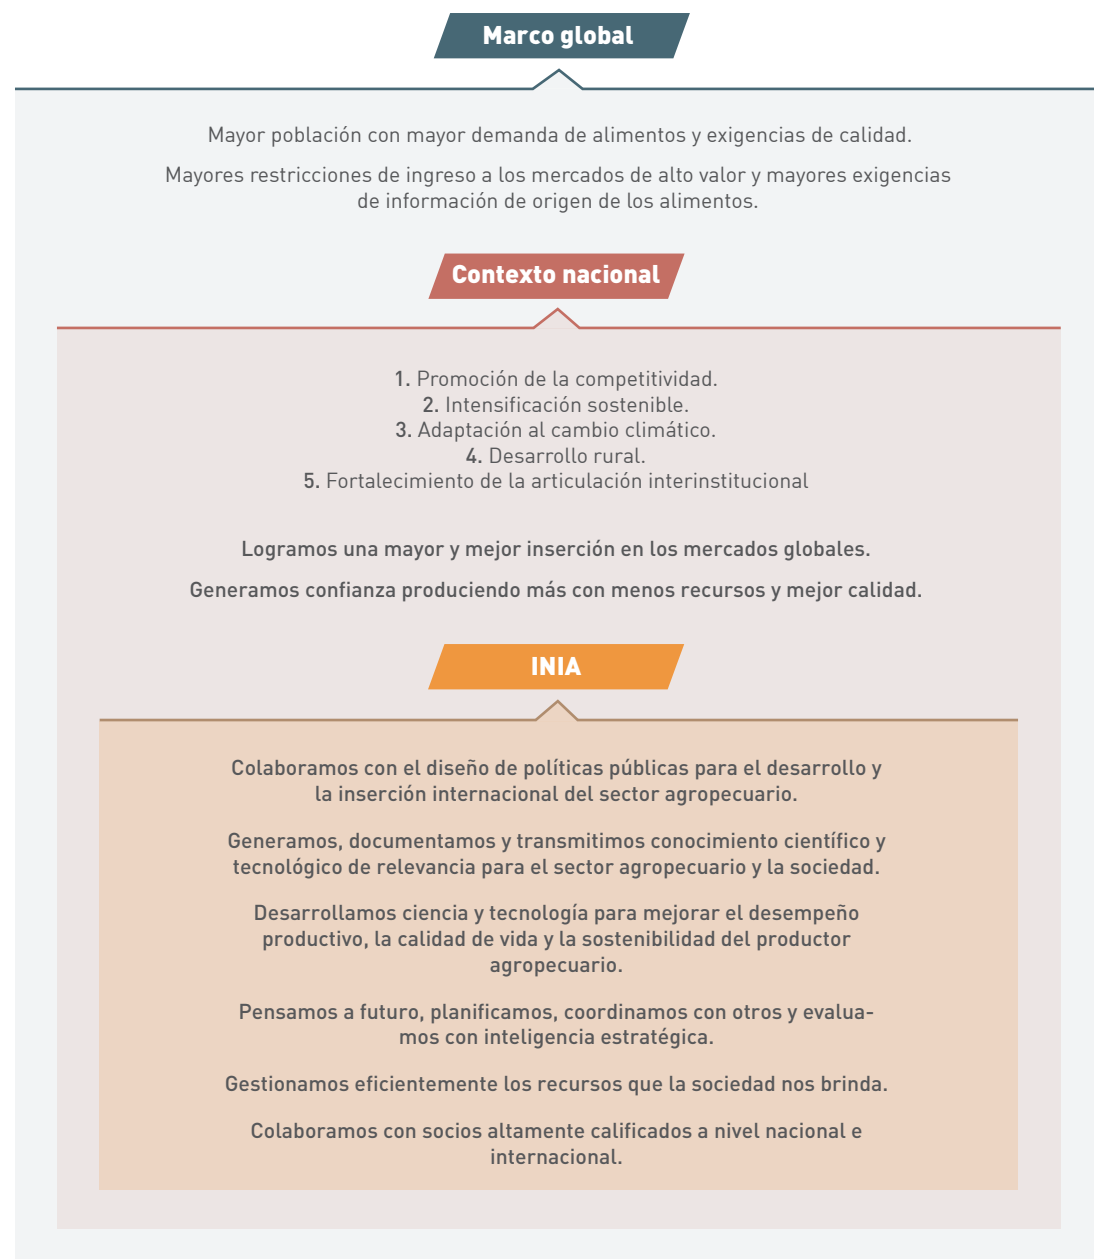 Marco global
Mayor población con mayor demanda de alimentos y exigencias de calidad.
Mayores restricciones de ingreso a los mercados de alto valor y mayores exigencias
de información de origen de los alimentos.
Contexto nacional
1. Promoción de la competitividad.
2. Intensificación sostenible.
3. Adaptación al cambio climático.
4. Desarrollo rural.
5. Fortalecimiento de la articulación interinstitucional
Logramos una mayor y mejor inserción en los mercados globales.
Generamos confianza produciendo más con menos recursos y mejor calidad.
INIA
Colaboramos con el diseño de políticas públicas para el desarrollo y
la inserción internacional del sector agropecuario.
Generamos, documentamos y transmitimos conocimiento científico y
tecnológico de relevancia para el sector agropecuario y la sociedad.
Desarrollamos ciencia y tecnología para mejorar el desempeño
productivo, la calidad de vida y la sostenibilidad del productor
agropecuario.
Pensamos a futuro, planificamos, coordinamos con otros y evalua-
mos con inteligencia estratégica.
Gestionamos eficientemente los recursos que la sociedad nos brinda.
Colaboramos con socios altamente calificados a nivel nacional e
internacional.